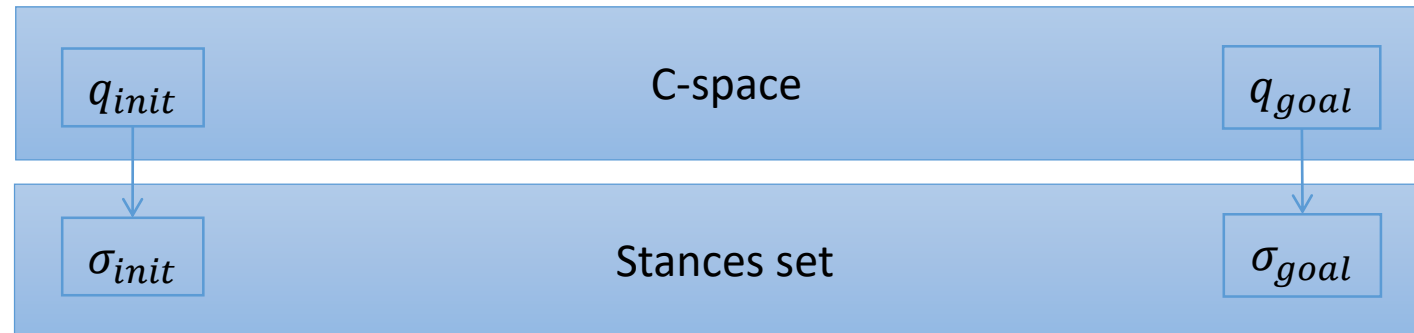 q_init C-space q_goal
σ_init Stances set σ_goal